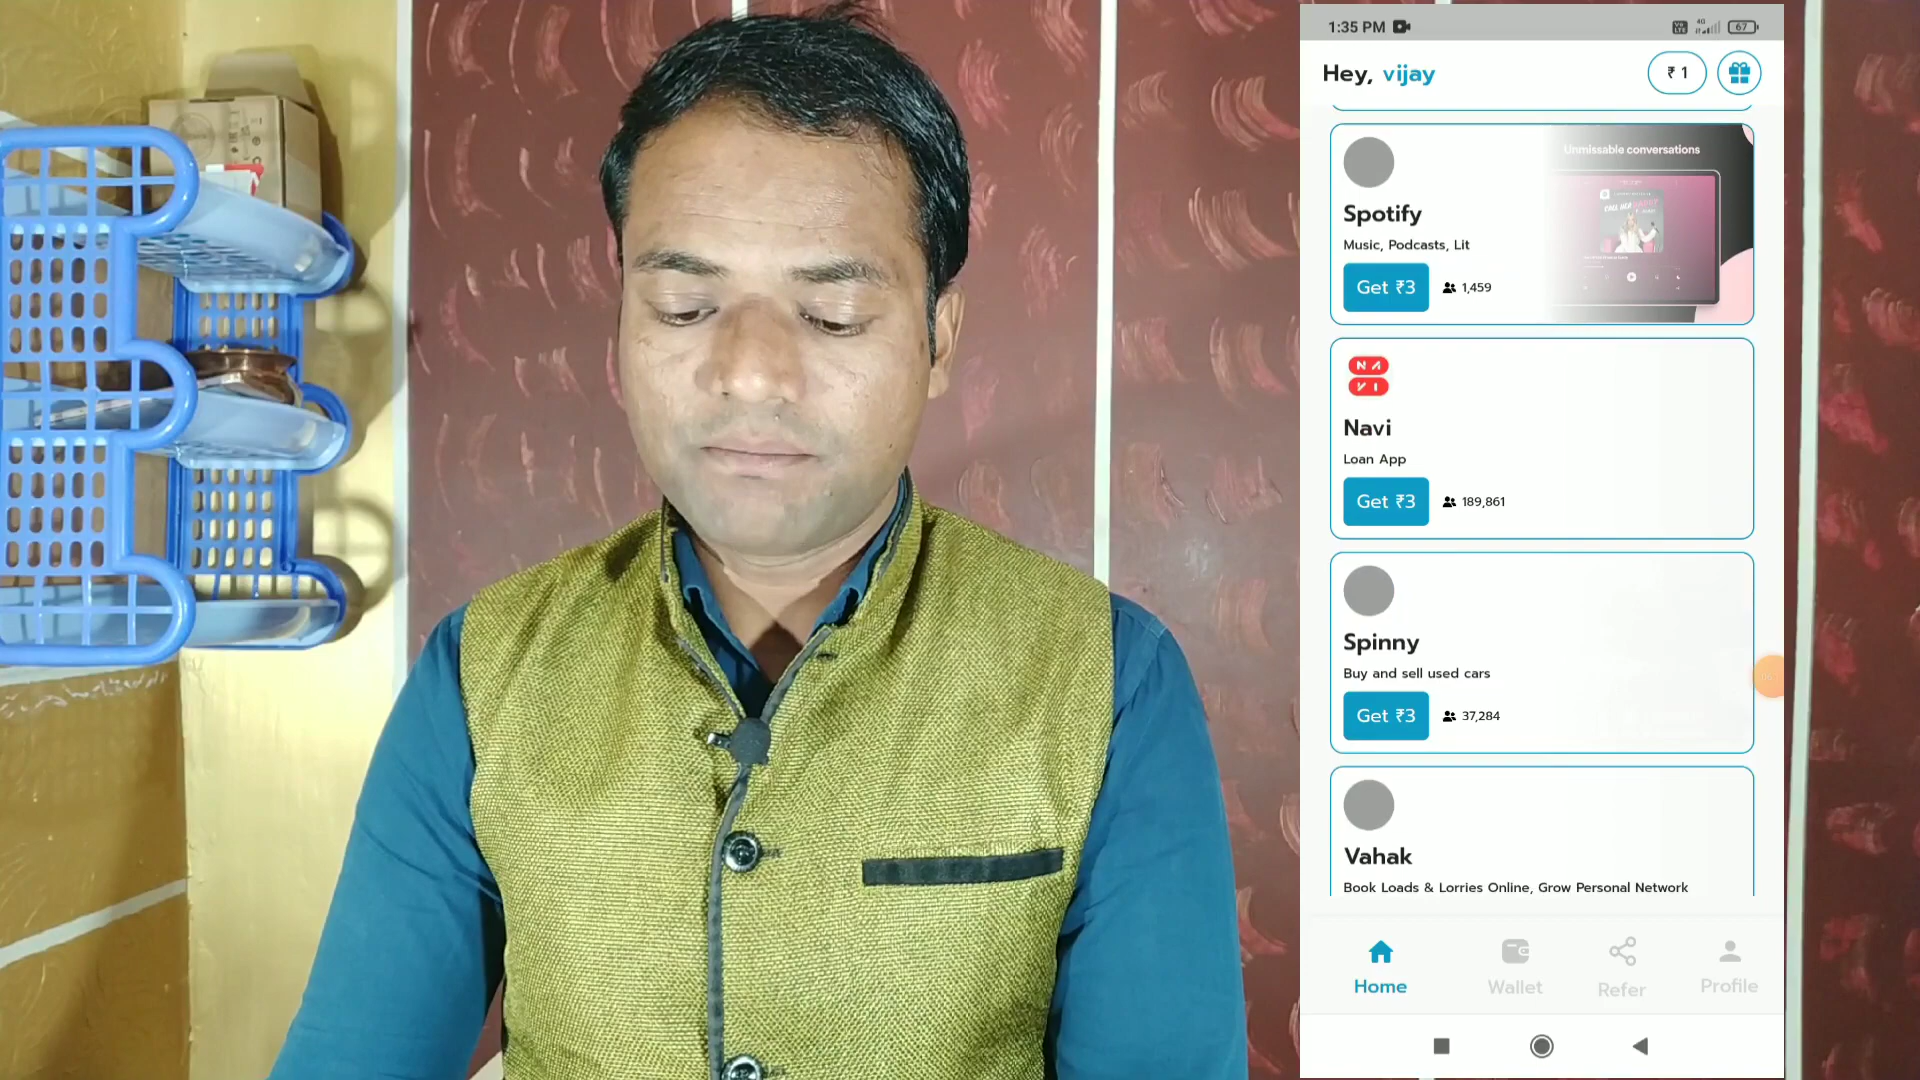 1:35 PM
4G
67
Hey, vijay
₹ 1
Unmissable conversations
Spotify
Music, Podcasts, Lit
Get ₹3
1,459
NAVI
Navi
Loan App
Get ₹3
189,861
Spinny
Buy and sell used cars
Get ₹3
37,284
Vahak
Book Loads & Lorries Online, Grow Personal Network
Home
Wallet
Refer
Profile